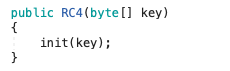 public RC4(byte[] key)
{
    init(key);
}